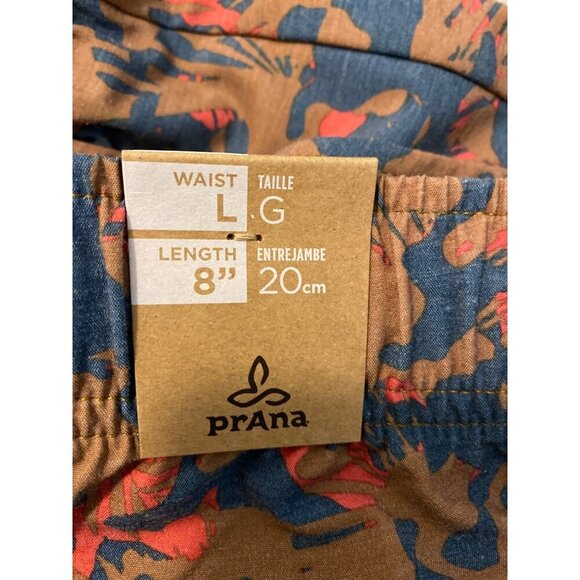 WAIST TAILLE
L G
LENGTH ENTREJAMBE
8” 20cm
prAna